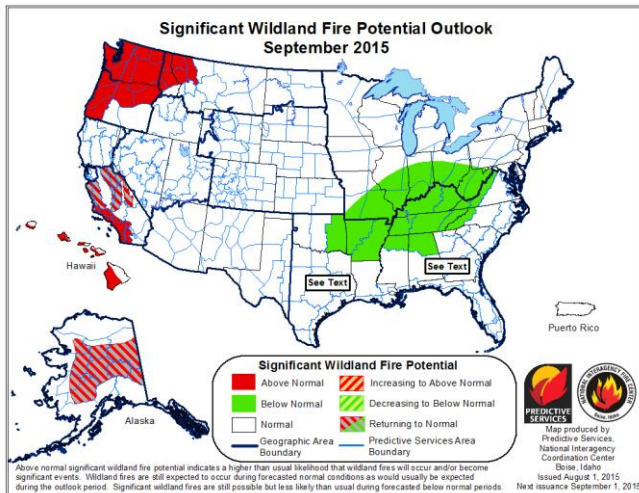 Significant Wildland Fire Potential Outlook
September 2015
Hawaii
See Text
See Text
Puerto Rico
Alaska
Significant Wildland Fire Potential
Above Normal
Increasing to Above Normal
Below Normal
Decreasing to Below Normal
Normal
Returning to Normal
Geographic Area
Boundary
Predictive Services Area
Boundary
PREDICTIVE
SERVICES
NATIONAL INTERAGENCY FIRE CENTER
Boise, Idaho
Map produced by
Predictive Services,
National Interagency
Coordination Center
Boise, Idaho
Issued August 1, 2015
Next issuance September 1, 2015
Above normal significant wildland fire potential indicates a higher than usual likelihood that wildland fires will occur and/or become
significant events. Wildland fires are still expected to occur during forecasted normal conditions as would usually be expected
during the outlook period. Significant wildland fires are still possible but less likely than usual during forecasted below normal periods.